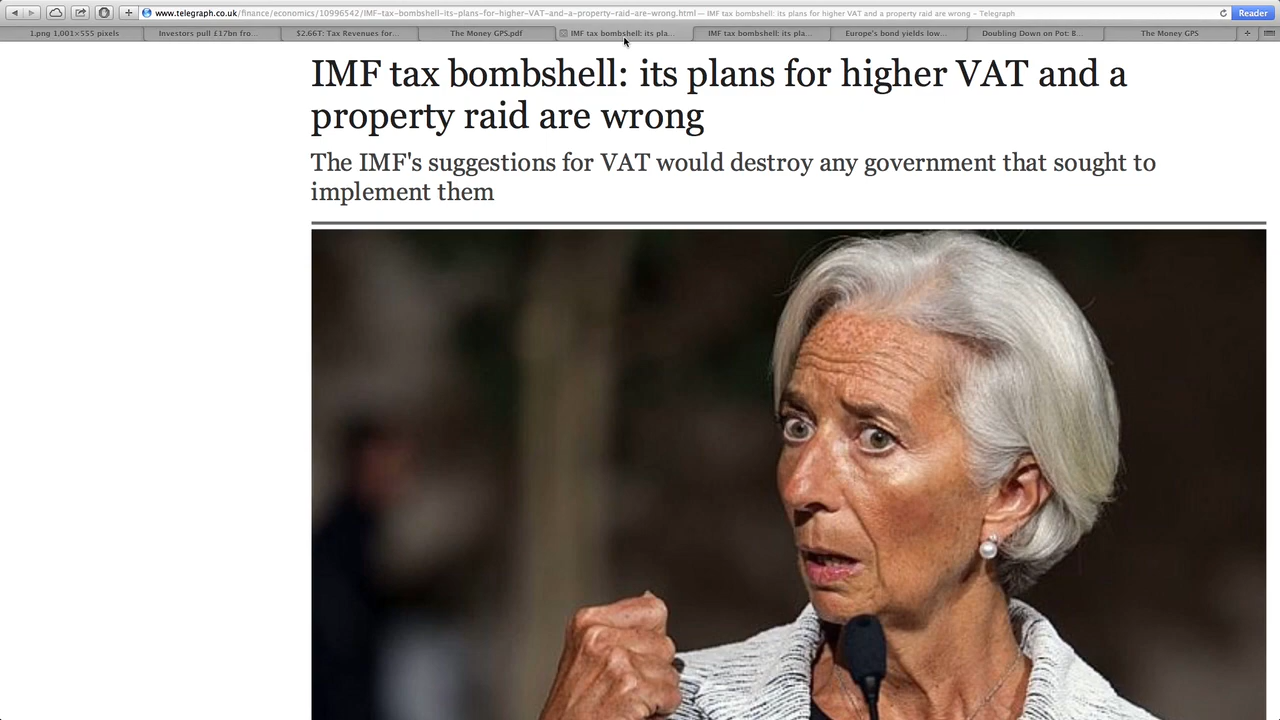 www.telegraph.co.uk/finance/economics/10996542/IMF-tax-bombshell-its-plans-for-higher-VAT-and-a-property-raid-are-wrong.html — IMF tax bombshell: its plans for higher VAT and a property raid are wrong – Telegraph
Reader
1.png 1,001×555 pixels
Investors pull £17bn fro...
$2.66T: Tax Revenues for...
The Money GPS.pdf
IMF tax bombshell: its pla...
IMF tax bombshell: its pla...
Europe's bond yields low...
Doubling Down on Pot: B...
The Money GPS
IMF tax bombshell: its plans for higher VAT and a
property raid are wrong
The IMF's suggestions for VAT would destroy any government that sought to
implement them